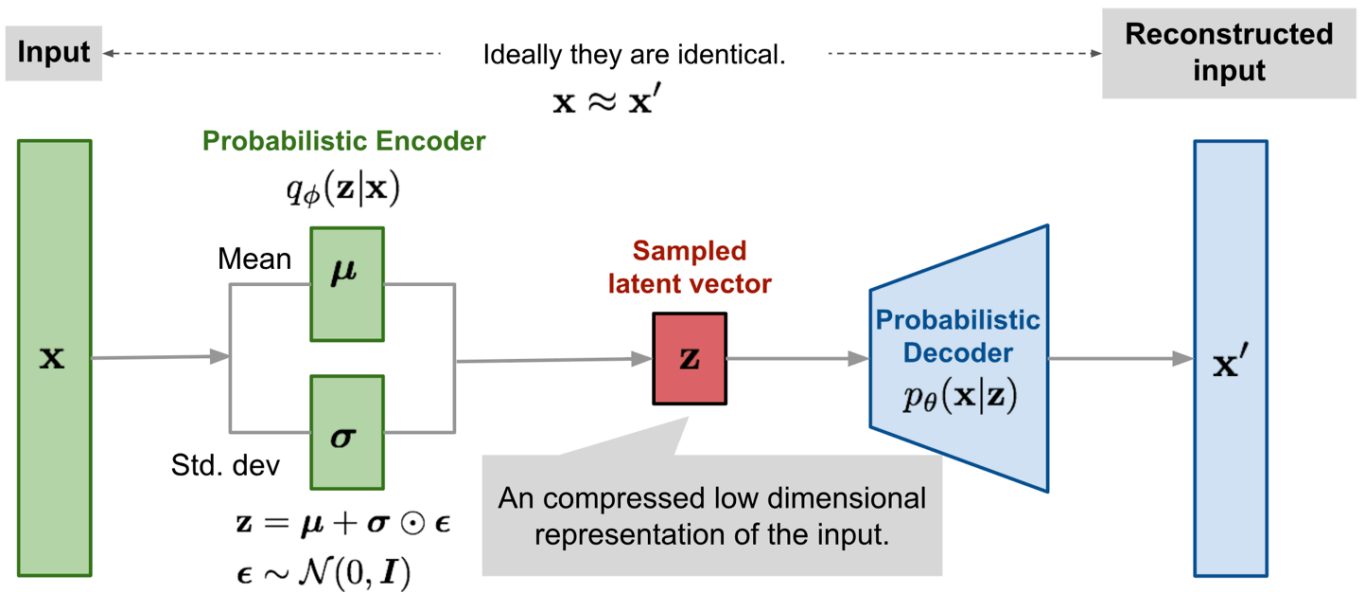 Input
Ideally they are identical.
Reconstructed
input
𝐱 ≈ 𝐱′
Probabilistic Encoder
q_ϕ(𝐳|𝐱)
Mean
𝝁
Sampled
latent vector
Probabilistic
Decoder
p_θ(𝐱|𝐳)
𝐱
𝐳
𝐱′
𝝈
Std. dev
𝐳 = 𝝁 + 𝝈 ⊙ 𝝐
𝝐 ∼ 𝒩(0, 𝑰)
An compressed low dimensional
representation of the input.